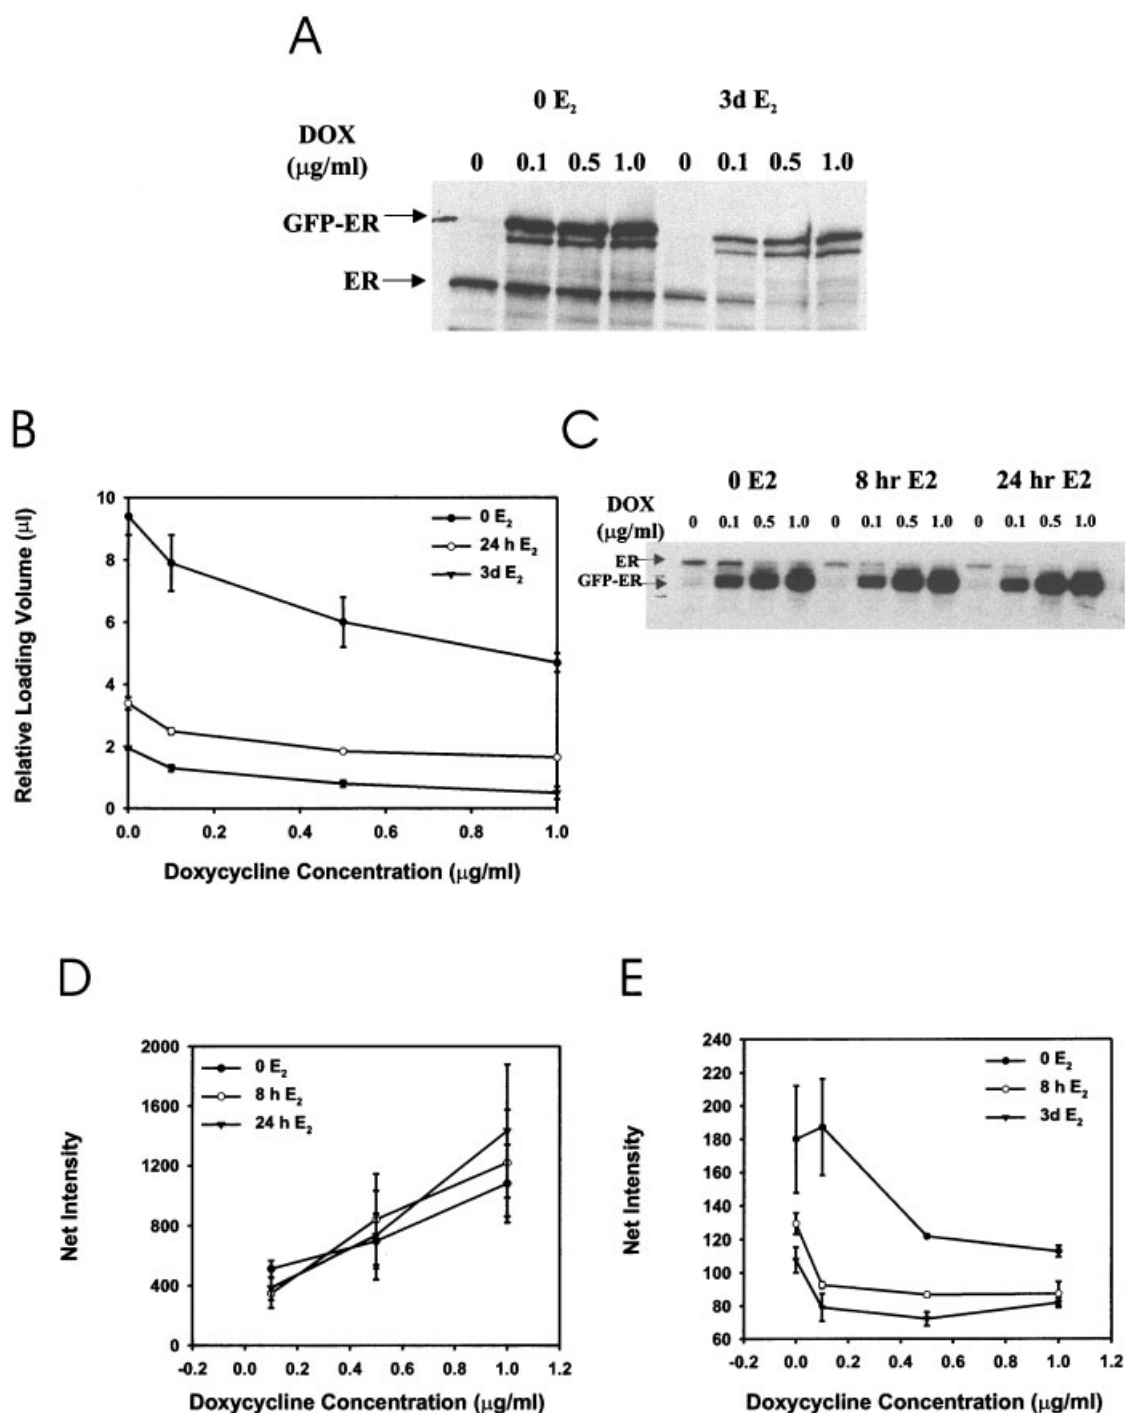 A
0 E₂ 3d E₂
DOX
(µg/ml) 0 0.1 0.5 1.0 0 0.1 0.5 1.0
GFP-ER
ER
B
10
8
6
4
2
0
Relative Loading Volume (µl)
0 E₂
24 h E₂
3d E₂
0.0 0.2 0.4 0.6 0.8 1.0
Doxycycline Concentration (µg/ml)
C
0 E2 8 hr E2 24 hr E2
DOX
(µg/ml)
0 0.1 0.5 1.0 0 0.1 0.5 1.0 0 0.1 0.5 1.0
ER
GFP-ER
D
2000
1600
1200
800
400
0
Net Intensity
0 E₂
8 h E₂
24 h E₂
-0.2 0.0 0.2 0.4 0.6 0.8 1.0 1.2
Doxycycline Concentration (µg/ml)
E
240
220
200
180
160
140
120
100
80
60
Net Intensity
0 E₂
8 h E₂
3d E₂
-0.2 0.0 0.2 0.4 0.6 0.8 1.0 1.2
Doxycycline Concentration (µg/ml)